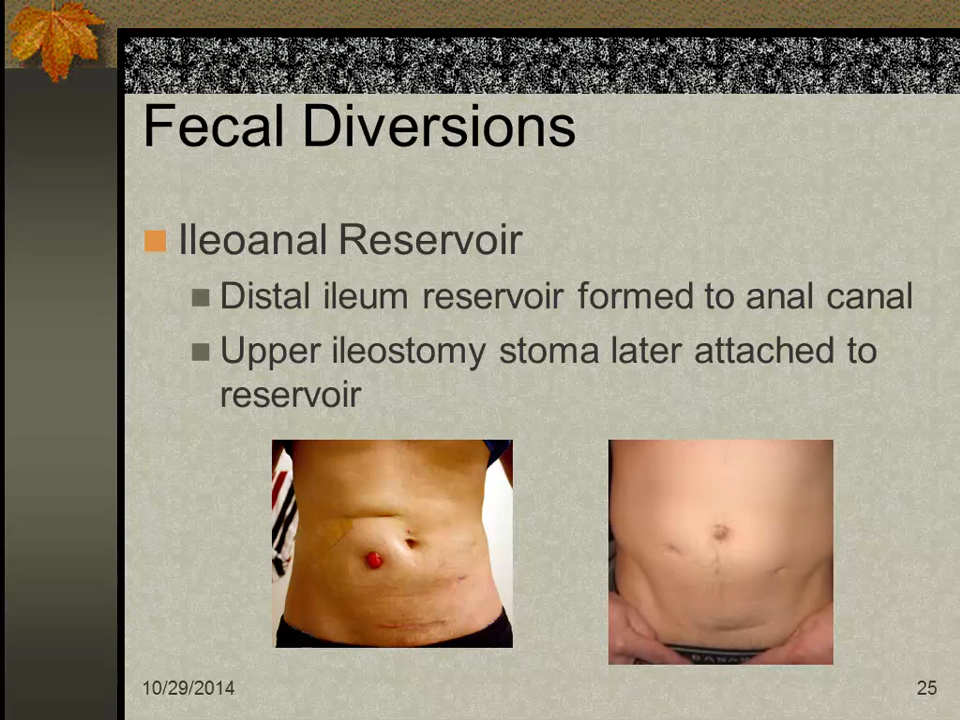 Fecal Diversions
Ileoanal Reservoir
Distal ileum reservoir formed to anal canal
Upper ileostomy stoma later attached to
reservoir
10/29/2014
25